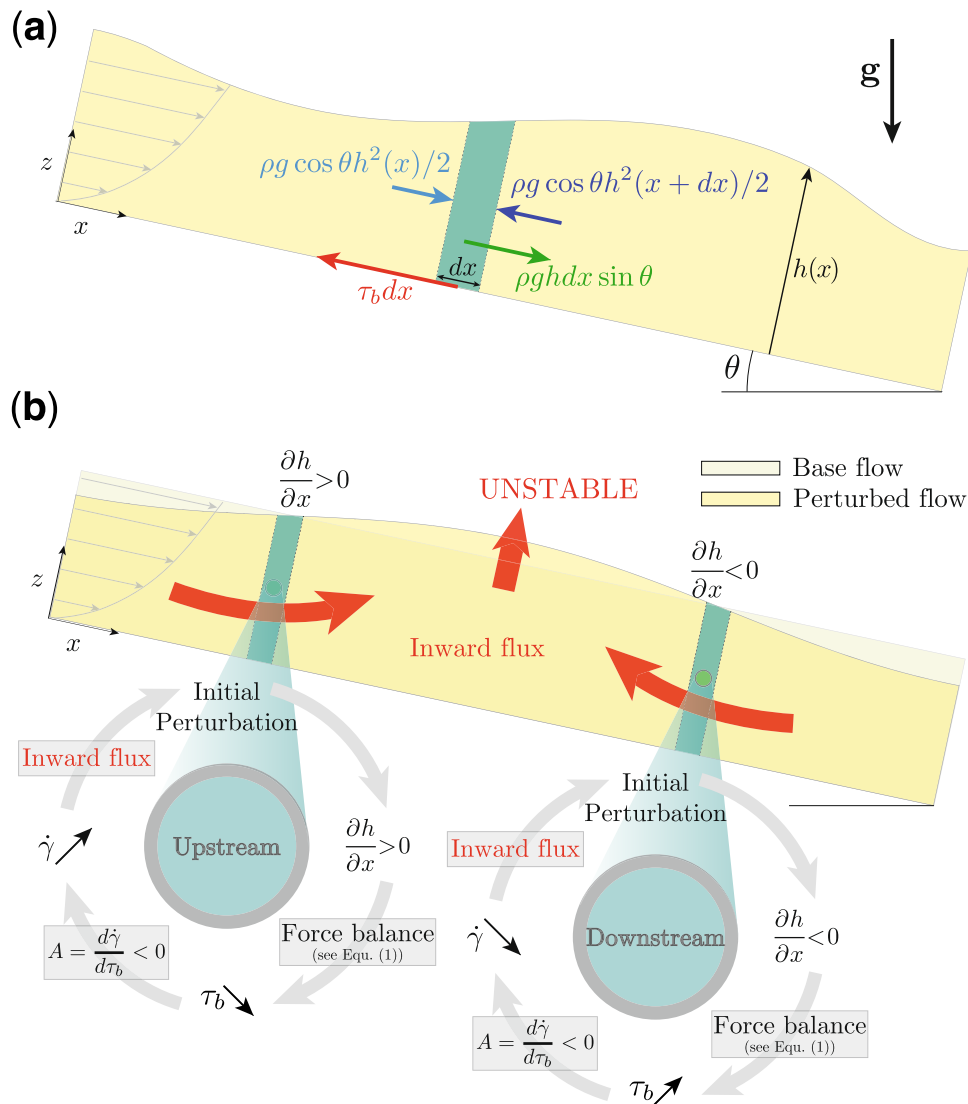 (a)
g
z
x
ρg cos θh²(x)/2
ρg cos θh²(x + dx)/2
dx
ρghdx sin θ
τ_b dx
h(x)
θ
(b)
∂h/∂x > 0
UNSTABLE
Base flow
Perturbed flow
∂h/∂x < 0
z
x
Inward flux
Initial
Perturbation
Inward flux
γ̇
Upstream
∂h/∂x > 0
A = dγ̇/dτ_b < 0
Force balance
(see Equ. (1))
τ_b
Initial
Perturbation
Inward flux
γ̇
Downstream
∂h/∂x < 0
A = dγ̇/dτ_b < 0
Force balance
(see Equ. (1))
τ_b